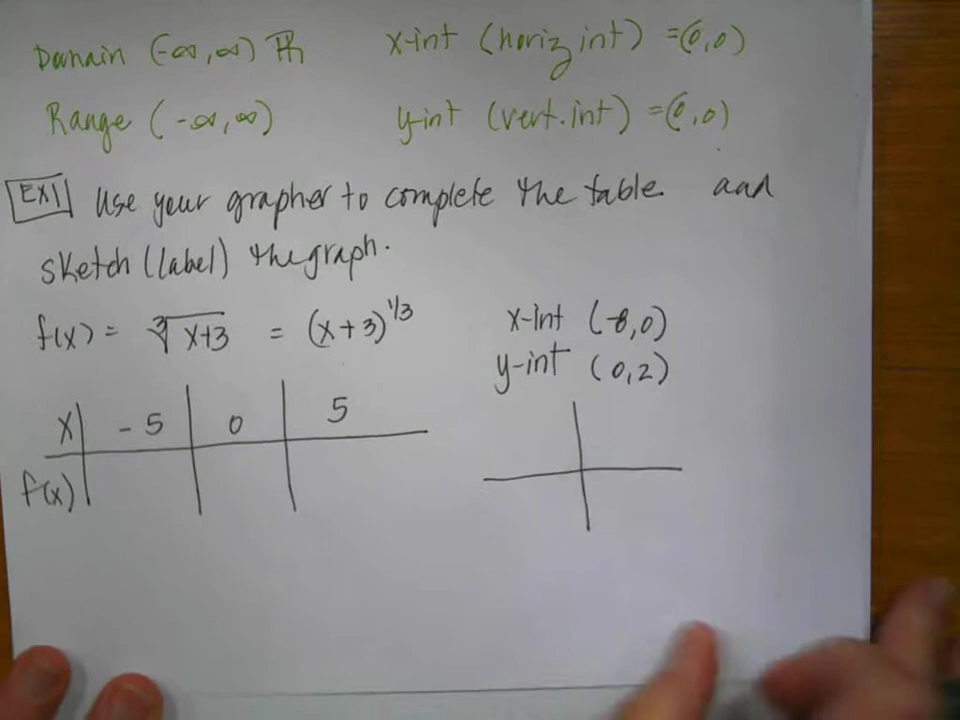 Domain (-∞,∞) ℝ x-int (horiz int) = (0,0)
Range (-∞,∞) y-int (vert. int) = (0,0)
EX1 Use your grapher to complete the table and
sketch (label) the graph.
f(x) = ∛(x+3) = (x+3)^1/3
x-int (-8,0)
y-int (0,2)
x | -5 | 0 | 5
f(x)